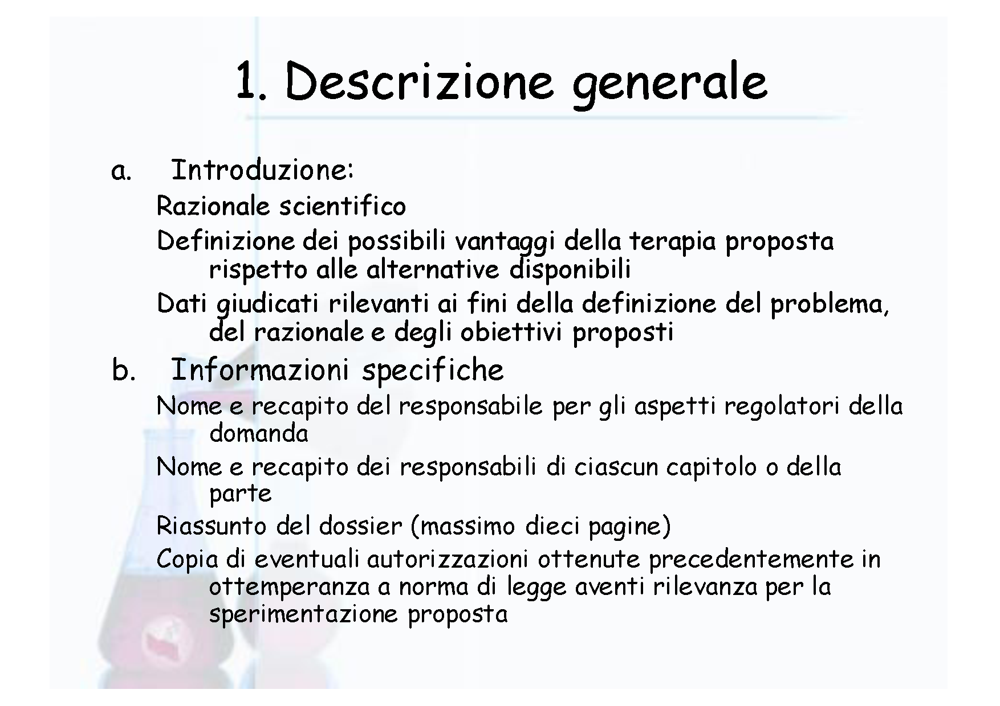 1. Descrizione generale
a. Introduzione:
Razionale scientifico
Definizione dei possibili vantaggi della terapia proposta
rispetto alle alternative disponibili
Dati giudicati rilevanti ai fini della definizione del problema,
del razionale e degli obiettivi proposti
b. Informazioni specifiche
Nome e recapito del responsabile per gli aspetti regolatori della
domanda
Nome e recapito dei responsabili di ciascun capitolo o della
parte
Riassunto del dossier (massimo dieci pagine)
Copia di eventuali autorizzazioni ottenute precedentemente in
ottemperanza a norma di legge aventi rilevanza per la
sperimentazione proposta